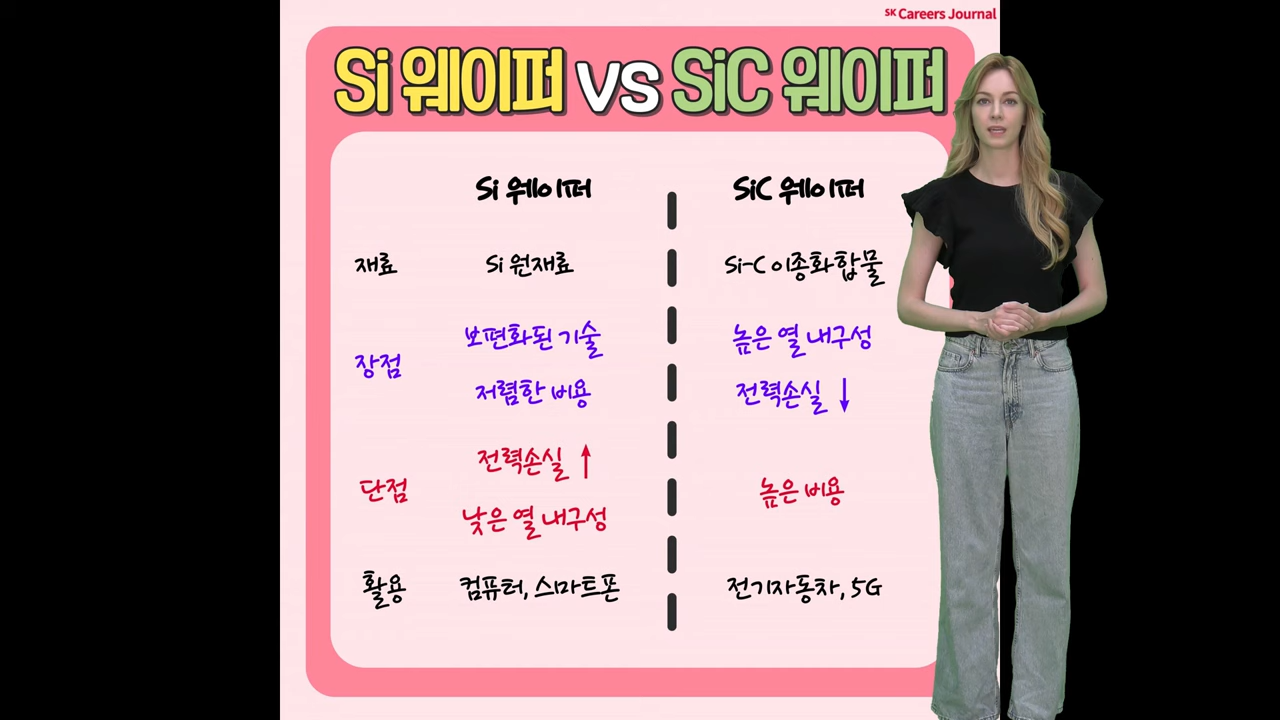 SK Careers Journal
Si 웨이퍼 vs SiC 웨이퍼
Si 웨이퍼 SiC 웨이퍼
재료 Si 원재료 Si-C 이종화합물
장점
보편화된 기술 높은 열 내구성
저렴한 비용 전력손실 ↓
단점
전력손실 ↑
낮은 열 내구성
높은 비용
활용 컴퓨터, 스마트폰 전기자동차, 5G